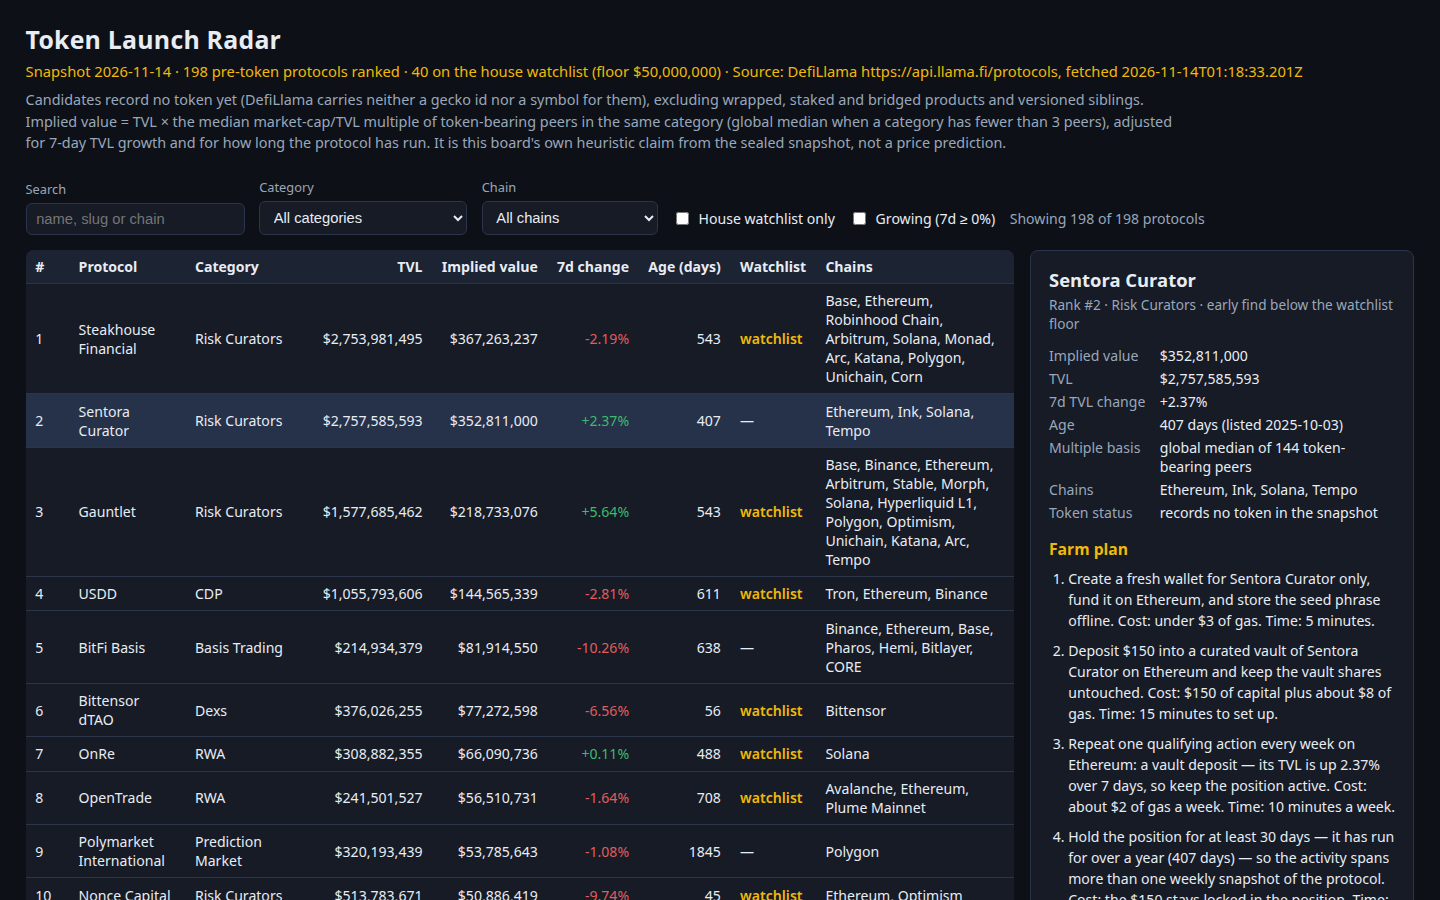 Token Launch Radar
Snapshot 2026-11-14 · 198 pre-token protocols ranked · 40 on the house watchlist (floor $50,000,000) · Source: DefiLlama https://api.llama.fi/protocols, fetched 2026-11-14T01:18:33.201Z
Candidates record no token yet (DefiLlama carries neither a gecko id nor a symbol for them), excluding wrapped, staked and bridged products and versioned siblings.
Implied value = TVL × the median market-cap/TVL multiple of token-bearing peers in the same category (global median when a category has fewer than 3 peers), adjusted
for 7-day TVL growth and for how long the protocol has run. It is this board's own heuristic claim from the sealed snapshot, not a price prediction.
Search
Category
Chain
name, slug or chain
All categories
All chains
House watchlist only
Growing (7d ≥ 0%)
Showing 198 of 198 protocols
# Protocol Category TVL Implied value 7d change Age (days) Watchlist Chains
1 Steakhouse Financial Risk Curators $2,753,981,495 $367,263,237 -2.19% 543 watchlist Base, Ethereum,
Robinhood Chain,
Arbitrum, Solana, Monad,
Arc, Katana, Polygon,
Unichain, Corn
2 Sentora Curator Risk Curators $2,757,585,593 $352,811,000 +2.37% 407 — Ethereum, Ink, Solana,
Tempo
3 Gauntlet Risk Curators $1,577,685,462 $218,733,076 +5.64% 543 watchlist Base, Binance, Ethereum,
Arbitrum, Stable, Morph,
Solana, Hyperliquid L1,
Polygon, Optimism,
Unichain, Katana, Arc,
Tempo
4 USDD CDP $1,055,793,606 $144,565,339 -2.81% 611 watchlist Tron, Ethereum, Binance
5 BitFi Basis Basis Trading $214,934,379 $81,914,550 -10.26% 638 — Binance, Ethereum, Base,
Pharos, Hemi, Bitlayer,
CORE
6 Bittensor dTAO Dexs $376,026,255 $77,272,598 -6.56% 56 watchlist Bittensor
7 OnRe RWA $308,882,355 $66,090,736 +0.11% 488 watchlist Solana
8 OpenTrade RWA $241,501,527 $56,510,731 -1.64% 708 watchlist Avalanche, Ethereum,
Plume Mainnet
9 Polymarket International Prediction Market $320,193,439 $53,785,643 -1.08% 1845 — Polygon
10 Nonce Capital Risk Curators $513,783,671 $50,886,419 -9.74% 45 watchlist Ethereum, Optimism
Sentora Curator
Rank #2 · Risk Curators · early find below the watchlist
floor
Implied value $352,811,000
TVL $2,757,585,593
7d TVL change +2.37%
Age 407 days (listed 2025-10-03)
Multiple basis global median of 144 token-
bearing peers
Chains Ethereum, Ink, Solana, Tempo
Token status records no token in the snapshot
Farm plan
1. Create a fresh wallet for Sentora Curator only,
fund it on Ethereum, and store the seed phrase
offline. Cost: under $3 of gas. Time: 5 minutes.
2. Deposit $150 into a curated vault of Sentora
Curator on Ethereum and keep the vault shares
untouched. Cost: $150 of capital plus about $8 of
gas. Time: 15 minutes to set up.
3. Repeat one qualifying action every week on
Ethereum: a vault deposit — its TVL is up 2.37%
over 7 days, so keep the position active. Cost:
about $2 of gas a week. Time: 10 minutes a week.
4. Hold the position for at least 30 days — it has run
for over a year (407 days) — so the activity spans
more than one weekly snapshot of the protocol.
Cost: the $150 stays locked in the position. Time: